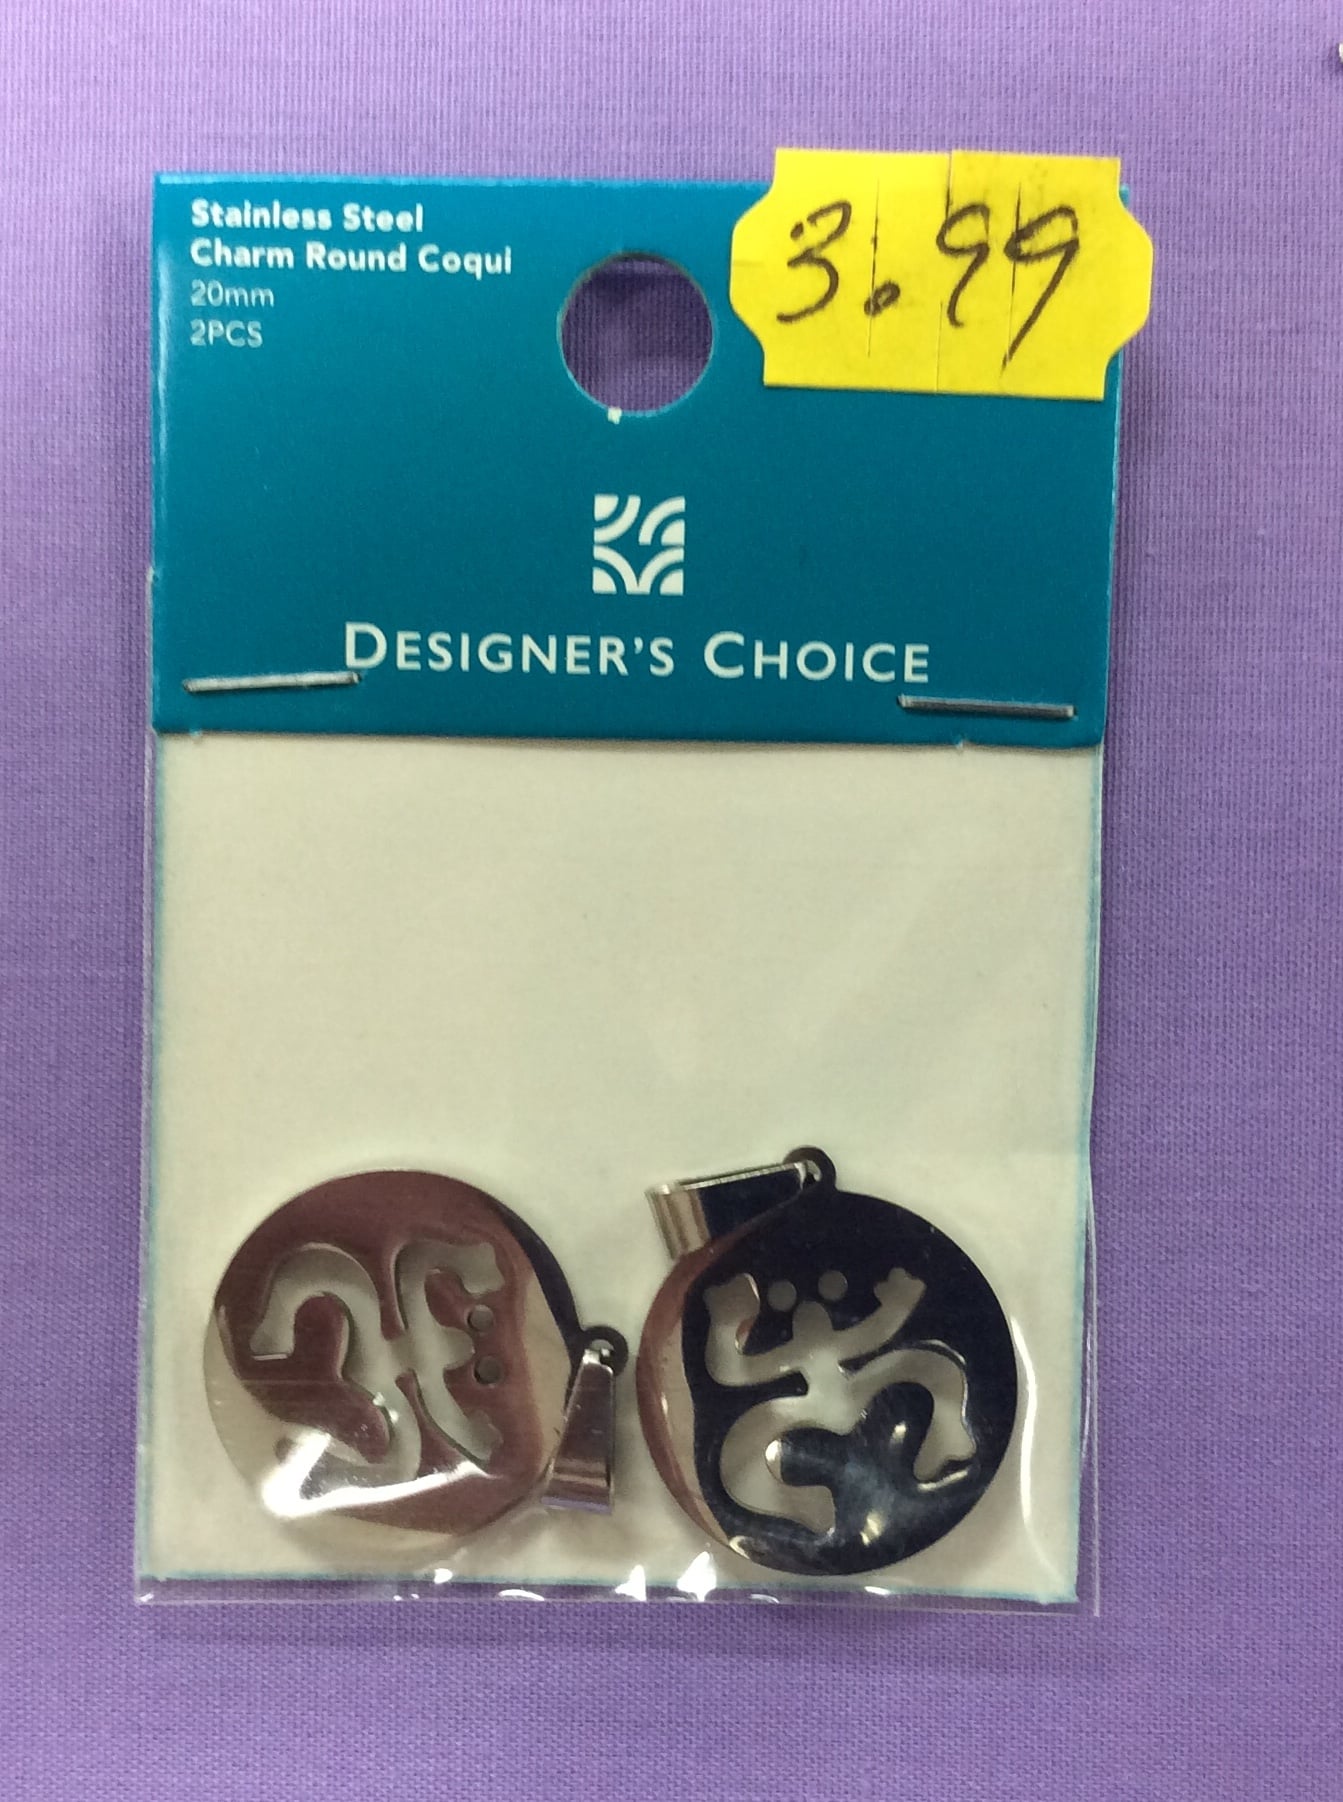 Stainless Steel
Charm Round Coqui
20mm
2PCS
3.99
DESIGNER'S CHOICE